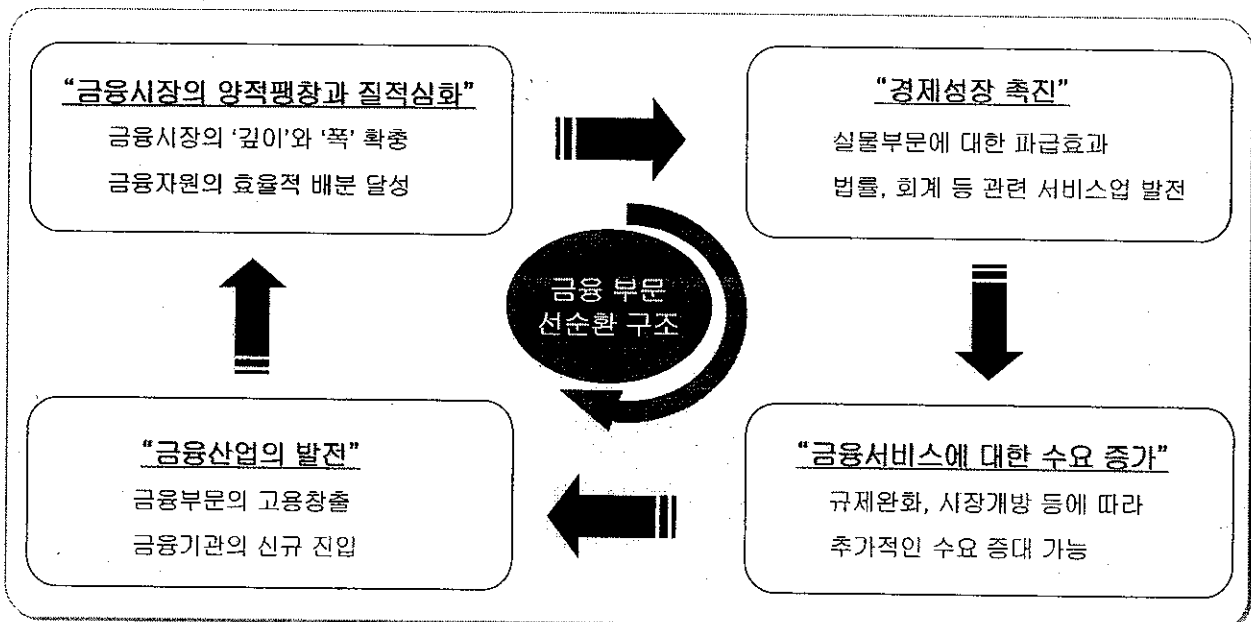 “금융시장의 양적팽창과 질적심화”
금융시장의 ‘깊이’와 ‘폭’ 확충
금융자원의 효율적 배분 달성
“경제성장 촉진”
실물부문에 대한 파급효과
법률, 회계 등 관련 서비스업 발전
금융 부문
선순환 구조
“금융산업의 발전”
금융부문의 고용창출
금융기관의 신규 진입
“금융서비스에 대한 수요 증가”
규제완화, 시장개방 등에 따라
추가적인 수요 증대 가능